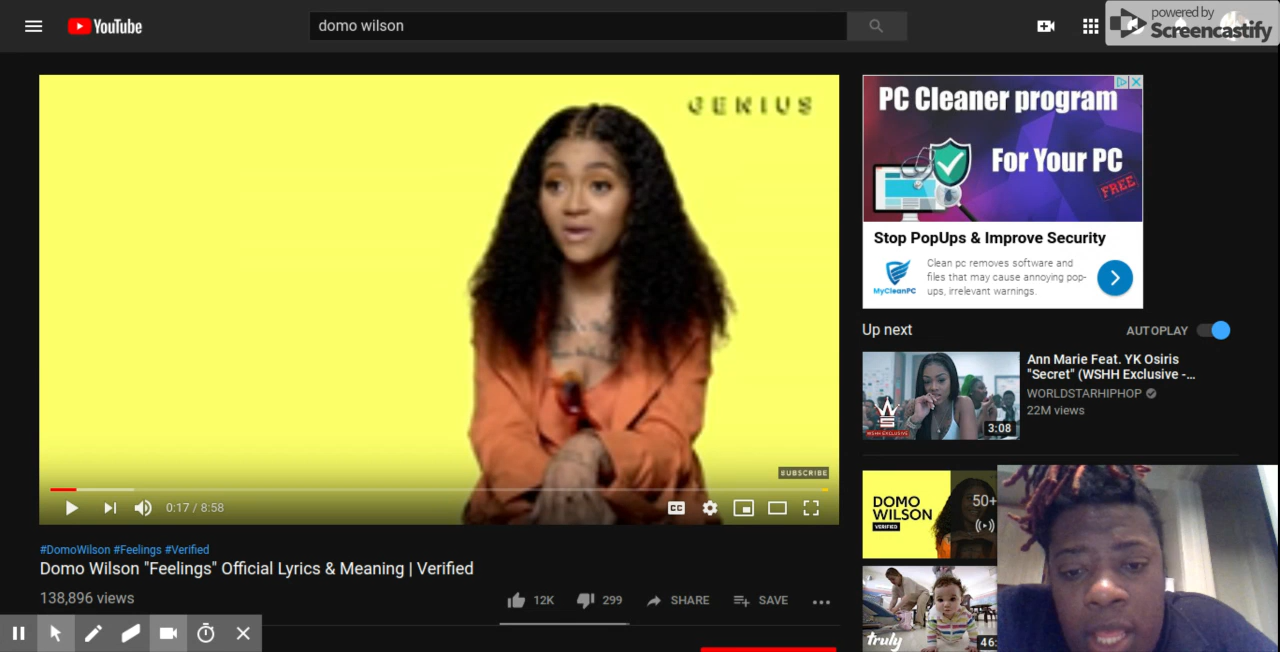 YouTube
domo wilson
powered by
Screencastify
GENIUS
SUBSCRIBE
0:17 / 8:58
CC
#DomoWilson #Feelings #Verified
Domo Wilson "Feelings" Official Lyrics & Meaning | Verified
138,896 views
12K
299
SHARE
SAVE
PC Cleaner program
For Your PC
FREE
Stop PopUps & Improve Security
MyCleanPC
Clean pc removes software and
files that may cause annoying pop-
ups, irrelevant warnings.
Up next
AUTOPLAY
Ann Marie Feat. YK Osiris
"Secret" (WSHH Exclusive -...
WORLDSTARHIPHOP
22M views
WSHH EXCLUSIVE
3:08
DOMO
WILSON
VERIFIED
50+
truly
46: